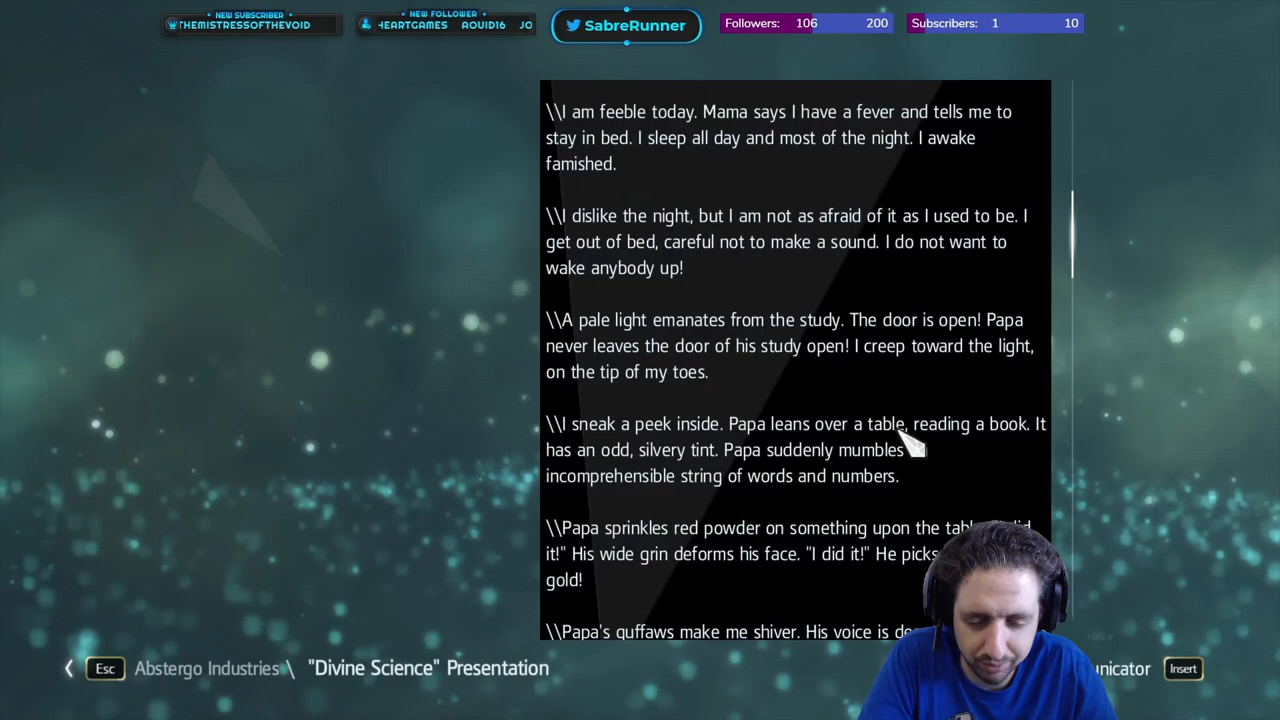 NEW SUBSCRIBER
THEMISTRESSOFTHEVOID
NEW FOLLOWER
HEARTGAMES AOUID16 JO
SabreRunner
Followers: 106 200
Subscribers: 1 10
\\I am feeble today. Mama says I have a fever and tells me to
stay in bed. I sleep all day and most of the night. I awake
famished.
\\I dislike the night, but I am not as afraid of it as I used to be. I
get out of bed, careful not to make a sound. I do not want to
wake anybody up!
\\A pale light emanates from the study. The door is open! Papa
never leaves the door of his study open! I creep toward the light,
on the tip of my toes.
\\I sneak a peek inside. Papa leans over a table, reading a book. It
has an odd, silvery tint. Papa suddenly mumbles
incomprehensible string of words and numbers.
\\Papa sprinkles red powder on something upon the
it!" His wide grin deforms his face. "I did it!" He picks
gold!
\\Papa's guffaws make me shiver. His voice is
Esc Abstergo Industries\ "Divine Science" Presentation
Insert